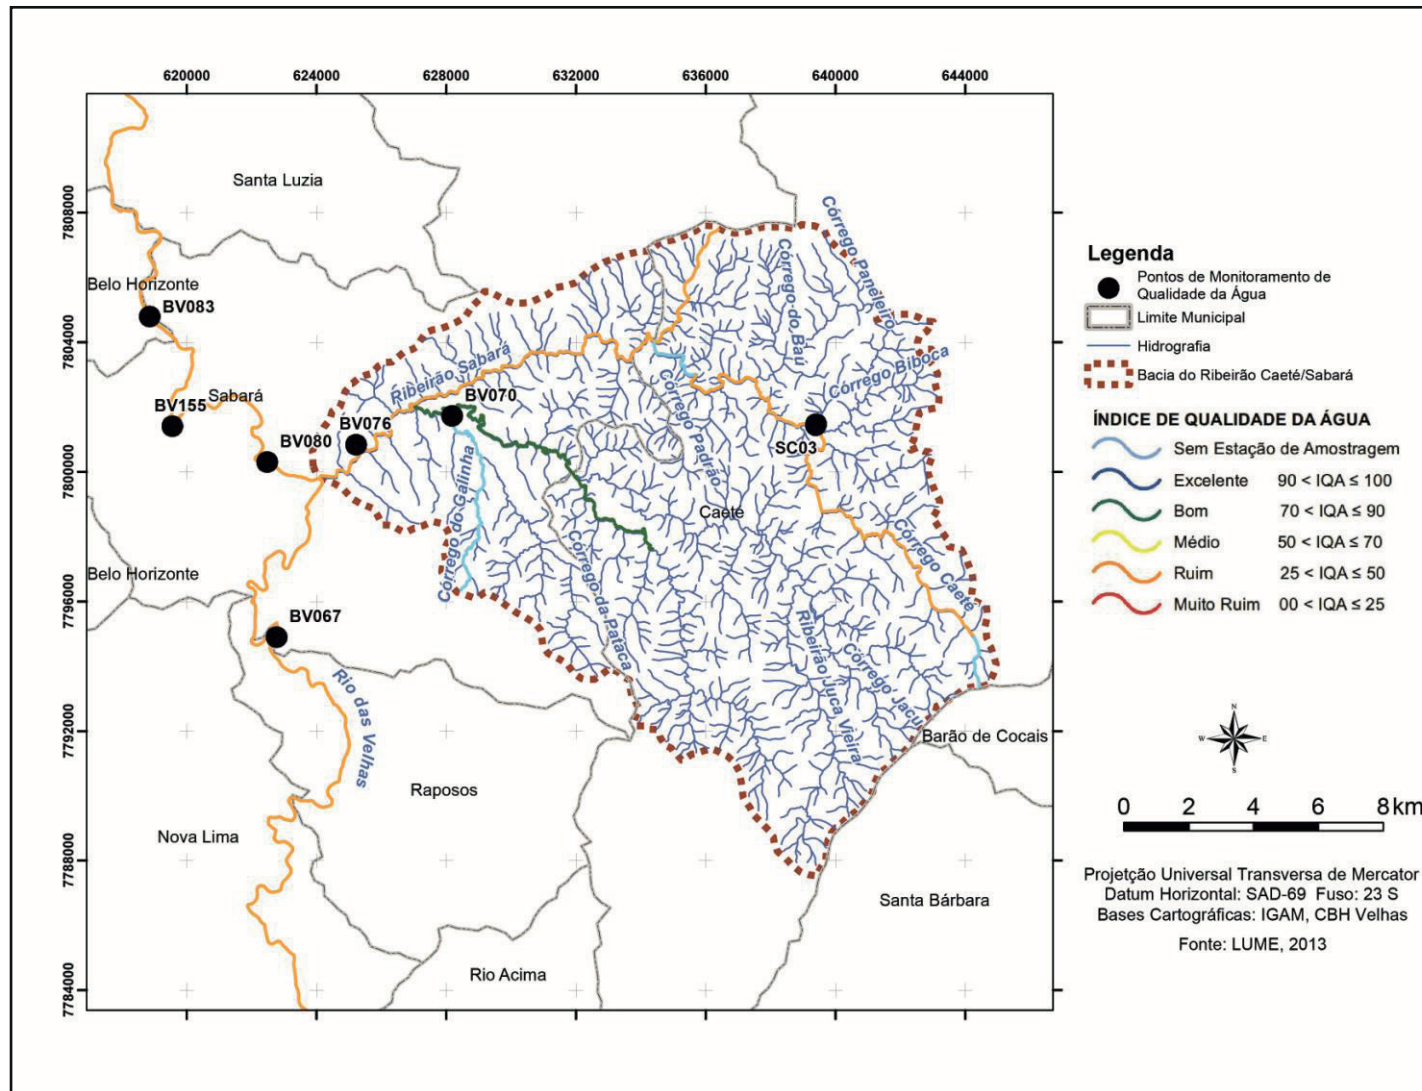 620000
624000
628000
632000
636000
640000
644000
7808000
7804000
7800000
7796000
7792000
7788000
7784000
Santa Luzia
Belo Horizonte
BV083
Sabará
BV155
BV080
BV076
BV070
Ribeirão Sabará
Córrego do Galinha
Córrego da Pataca
Córrego Padrão
Córrego do Baú
Córrego Paneleiro
Córrego Biboca
SC03
Caeté
Córrego Caeté
Ribeirão Juca Vieira
Córrego Jacu
Belo Horizonte
BV067
Rio das Velhas
Raposos
Nova Lima
Rio Acima
Santa Bárbara
Barão de Cocais
Legenda
Pontos de Monitoramento de
Qualidade da Água
Limite Municipal
Hidrografia
Bacia do Ribeirão Caeté/Sabará
ÍNDICE DE QUALIDADE DA ÁGUA
Sem Estação de Amostragem
Excelente 90 < IQA ≤ 100
Bom 70 < IQA ≤ 90
Médio 50 < IQA ≤ 70
Ruim 25 < IQA ≤ 50
Muito Ruim 00 < IQA ≤ 25
N
W E
S
0 2 4 6 8 km
Projetção Universal Transversa de Mercator
Datum Horizontal: SAD-69 Fuso: 23 S
Bases Cartográficas: IGAM, CBH Velhas
Fonte: LUME, 2013